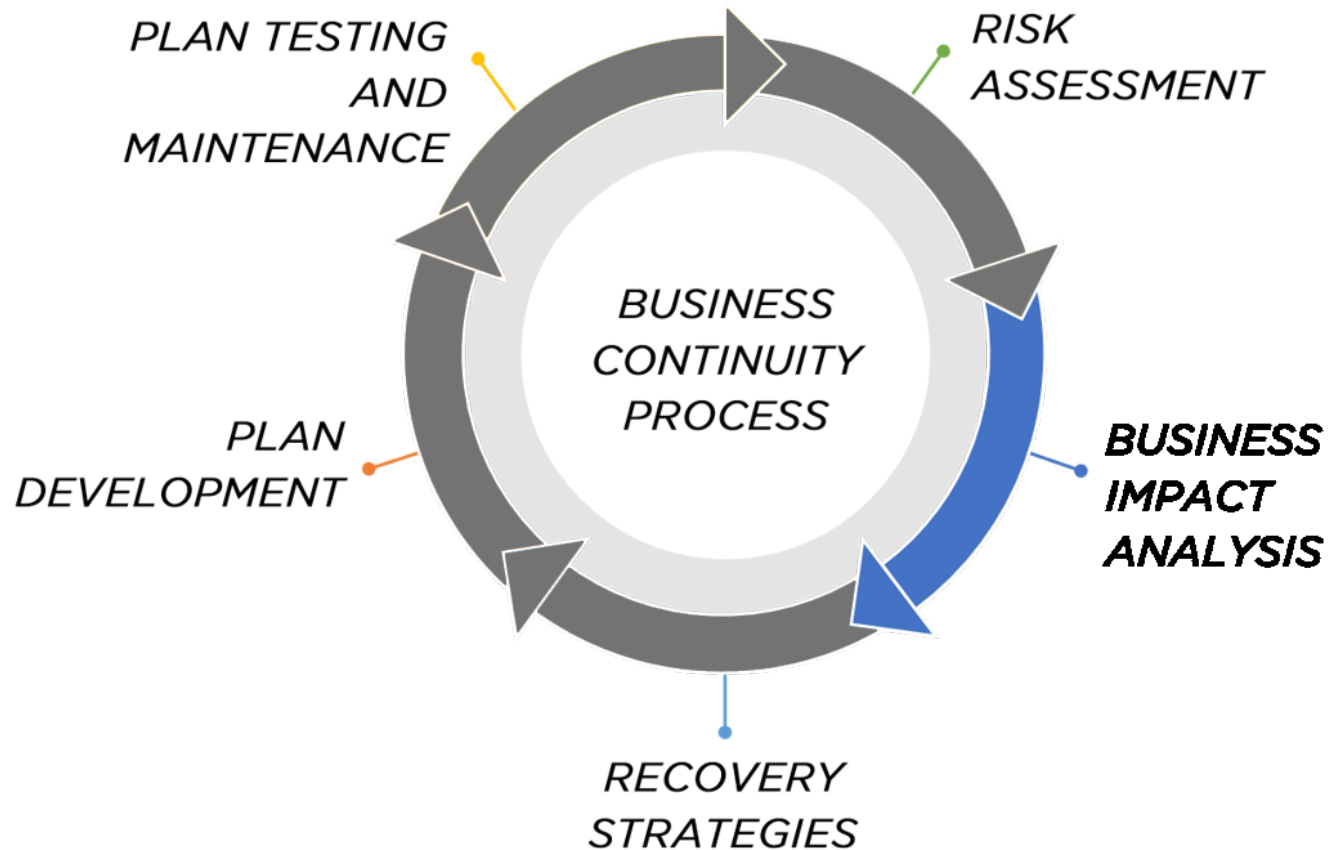 PLAN TESTING
AND
MAINTENANCE
RISK
ASSESSMENT
BUSINESS
CONTINUITY
PROCESS
BUSINESS
IMPACT
ANALYSIS
PLAN
DEVELOPMENT
RECOVERY
STRATEGIES